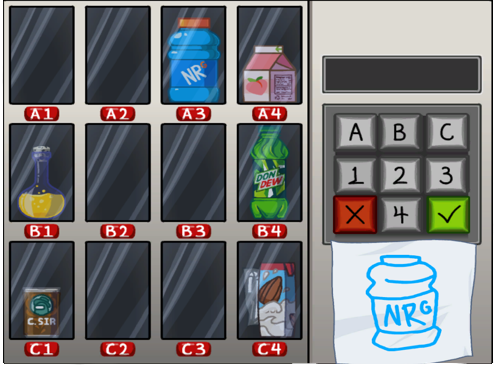 NRG
A1 A2 A3 A4
DON
DEW
B1 B2 B3 B4
C.SIR
C1 C2 C3 C4
A B C
1 2 3
4
NRG